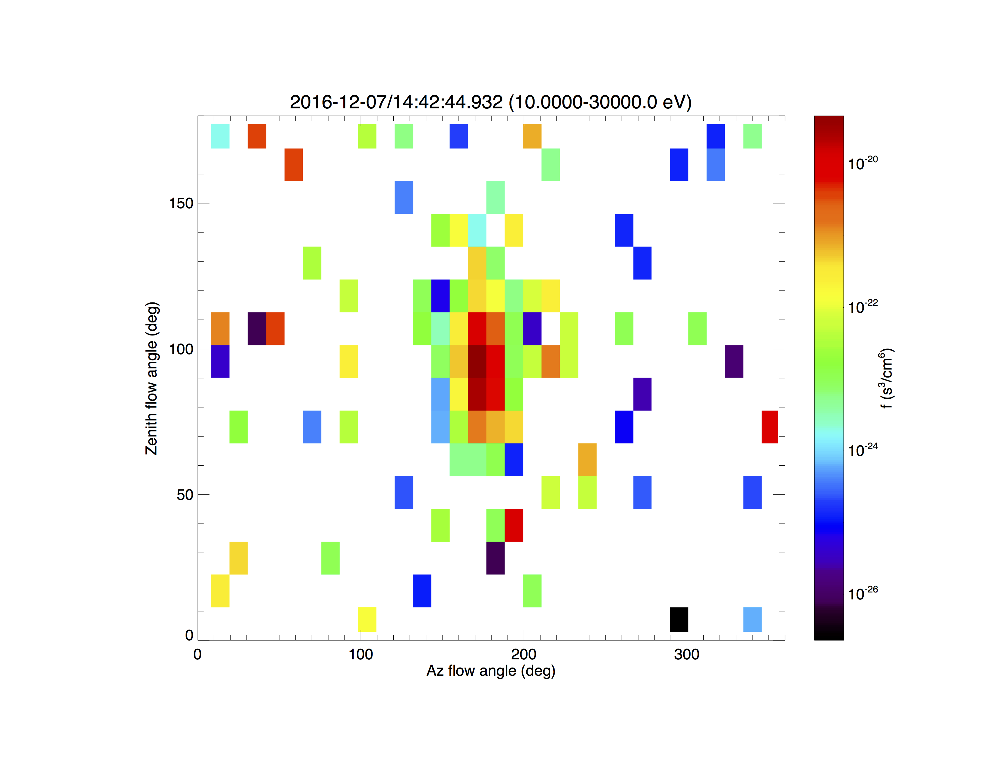 2016-12-07/14:42:44.932 (10.0000-30000.0 eV)
150
100
50
0
Zenith flow angle (deg)
0 100 200 300
Az flow angle (deg)
10-20
10-22
10-24
10-26
f (s3/cm6)